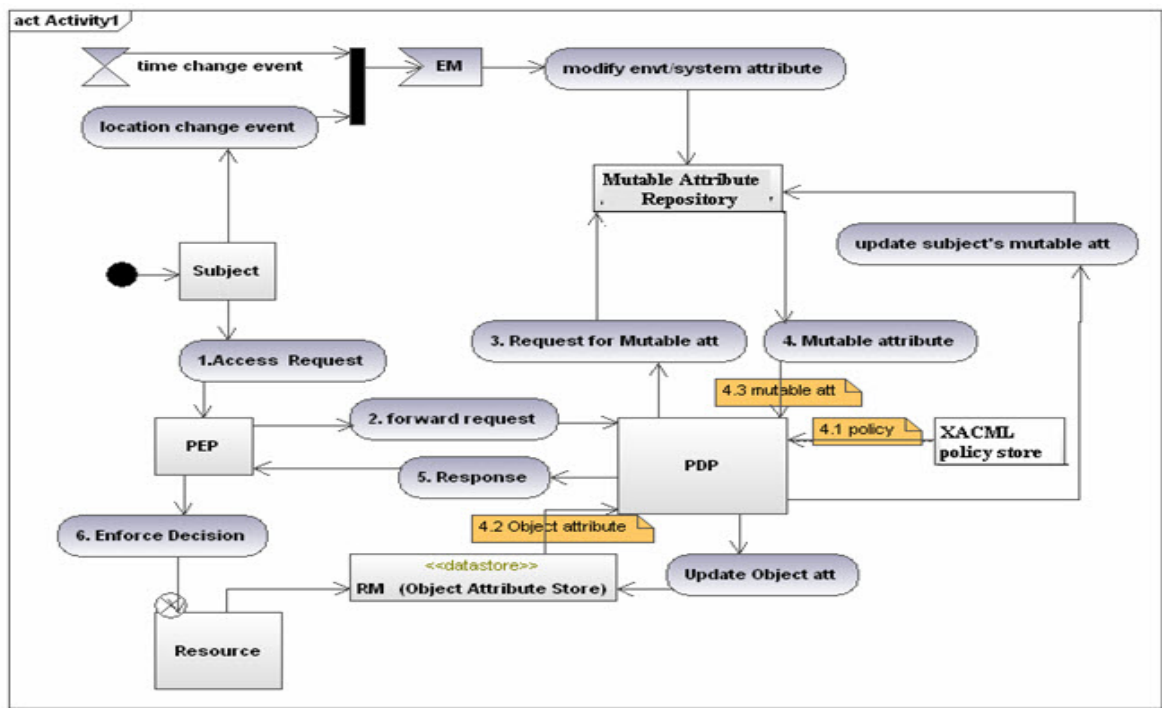 act Activity1
time change event
EM
modify envt/system attribute
location change event
Mutable Attribute
Repository
update subject's mutable att
Subject
3. Request for Mutable att
4. Mutable attribute
1.Access Request
4.3 mutable att
2. forward request
4.1 policy
XACML
policy store
PEP
PDP
5. Response
4.2 Object attribute
6. Enforce Decision
<<datastore>>
RM (Object Attribute Store)
Update Object att
Resource